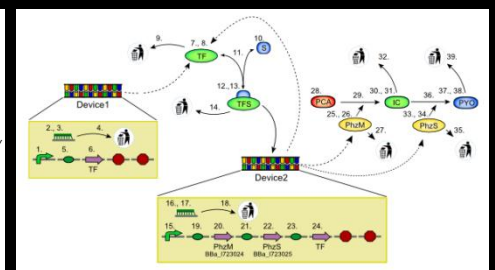 9.
7., 8.
TF
10.
S
11.
12., 13.
TFS
14.
Device1
2., 3.
4.
1.
5.
6.
TF
32.
39.
28.
PCA
29.
30., 31.
IC
36.
37., 38.
PYO
25., 26.
PhzM
27.
33., 34.
PhzS
35.
Device2
16., 17.
18.
15.
19.
20.
21.
22.
23.
24.
PhzM
PhzS
TF
BBa_I723024
BBa_I723025